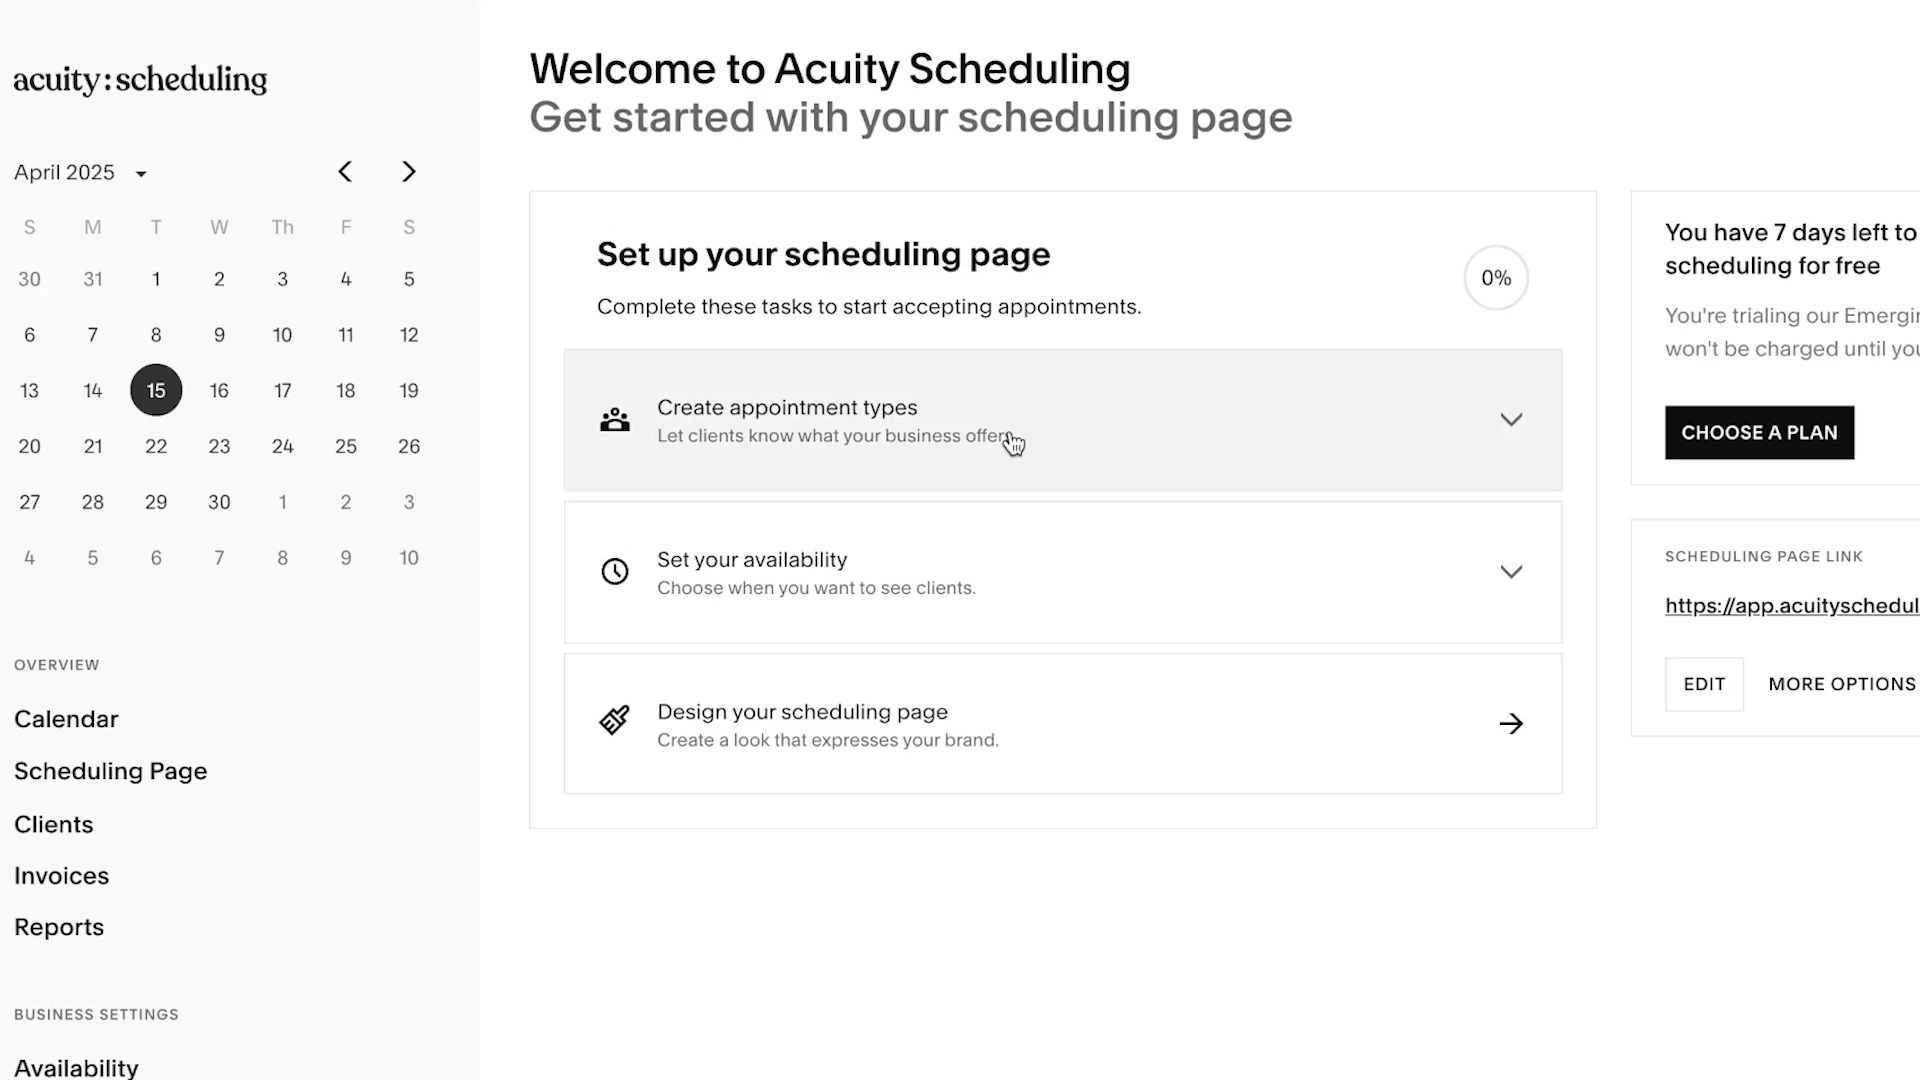 acuity:scheduling
April 2025
S M T W Th F S
30 31 1 2 3 4 5
6 7 8 9 10 11 12
13 14 15 16 17 18 19
20 21 22 23 24 25 26
27 28 29 30 1 2 3
4 5 6 7 8 9 10
OVERVIEW
Calendar
Scheduling Page
Clients
Invoices
Reports
BUSINESS SETTINGS
Availability
Welcome to Acuity Scheduling
Get started with your scheduling page
Set up your scheduling page
Complete these tasks to start accepting appointments.
0%
Create appointment types
Let clients know what your business offers
Set your availability
Choose when you want to see clients.
Design your scheduling page
Create a look that expresses your brand.
You have 7 days left to
scheduling for free
You're trialing our
won't be charged until
CHOOSE A PLAN
SCHEDULING PAGE LINK
https://app.acuityschedul
EDIT
MORE OPTIONS